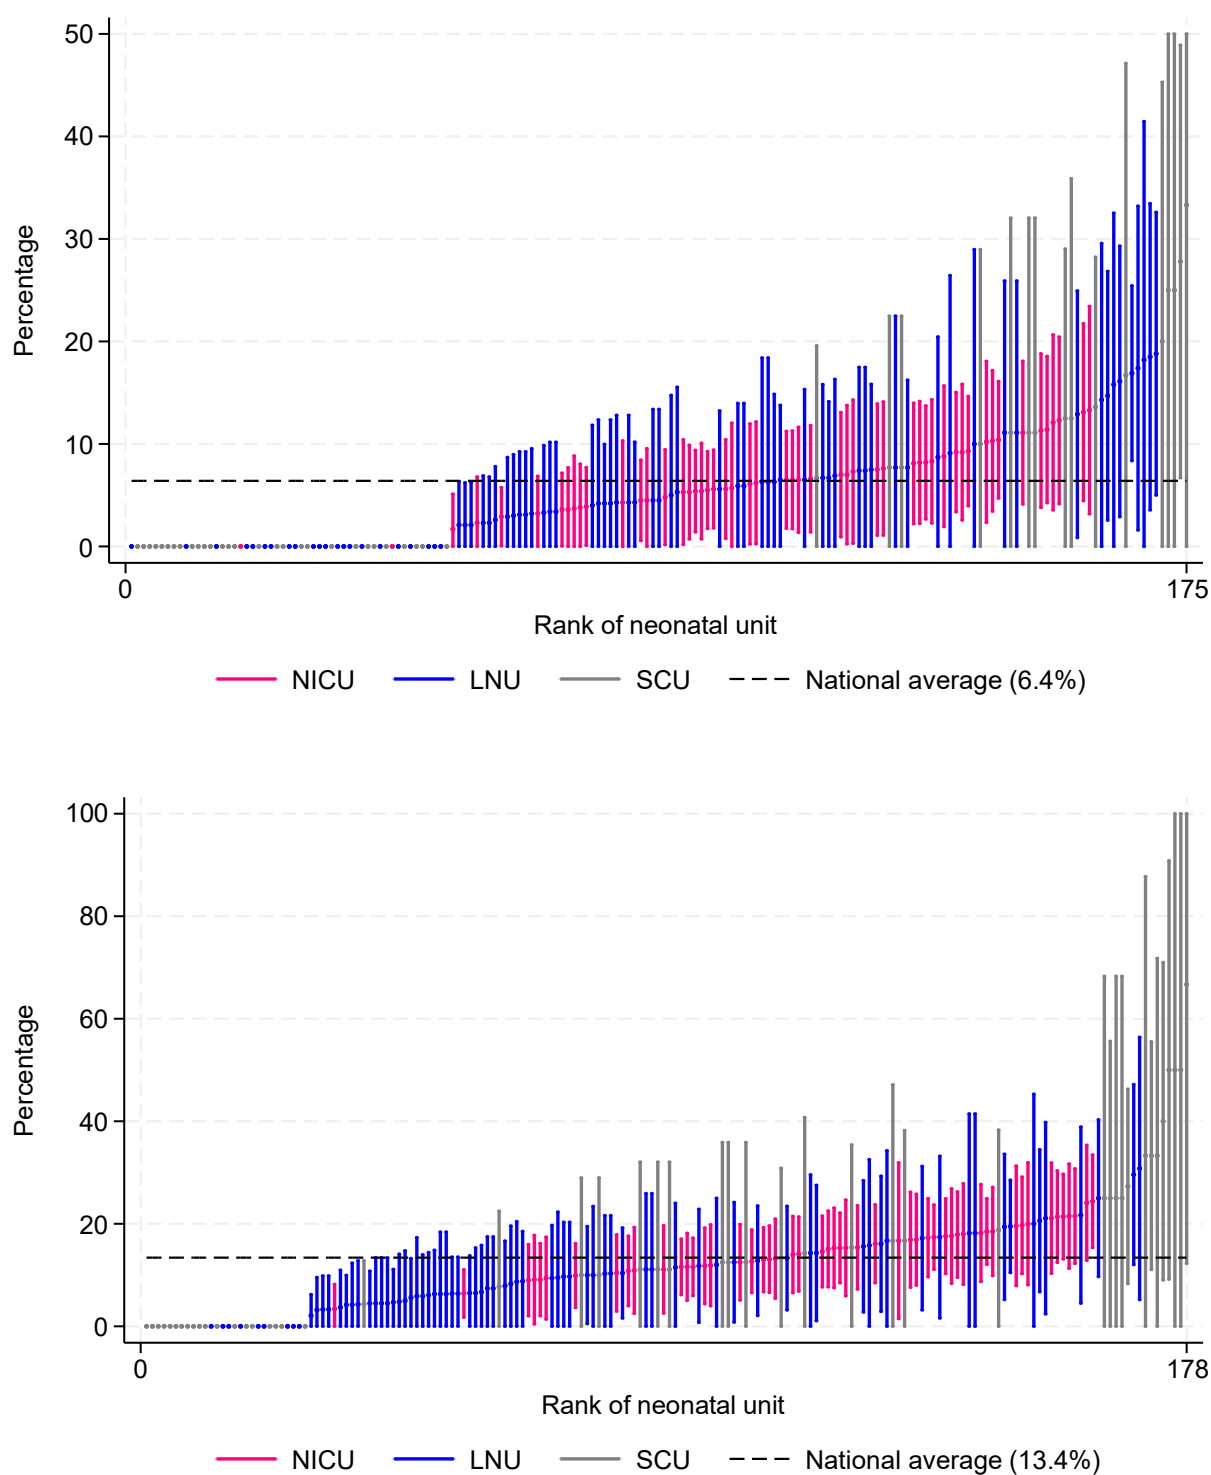 50
40
30
20
10
0
Percentage
0 175
Rank of neonatal unit
NICU LNU SCU National average (6.4%)
100
80
60
40
20
0
Percentage
0 178
Rank of neonatal unit
NICU LNU SCU National average (13.4%)